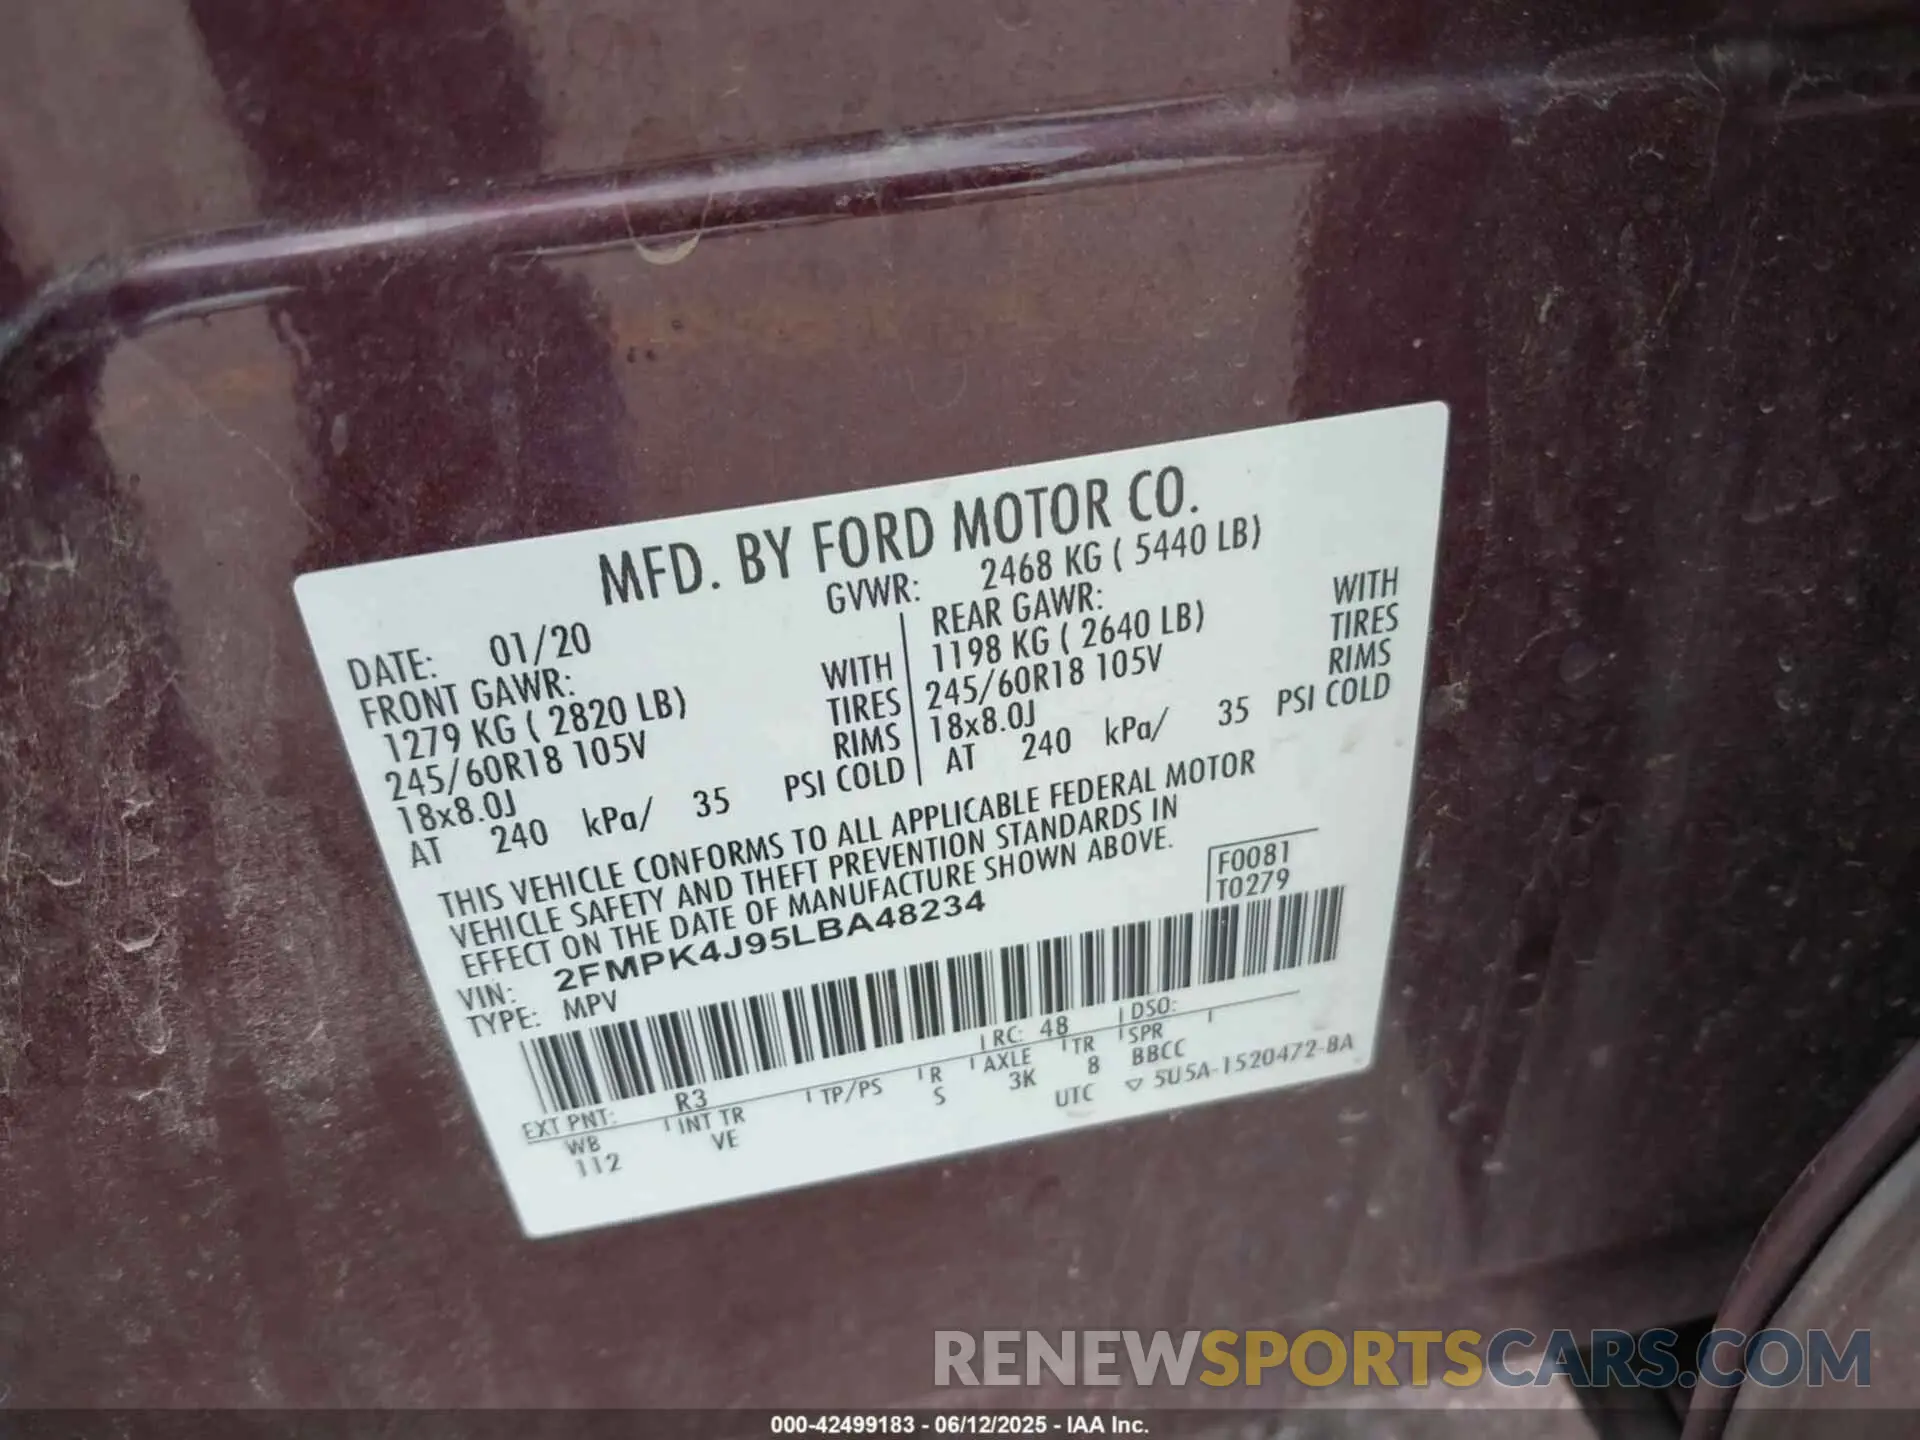 MFD. BY FORD MOTOR CO.
DATE: 01/20 GVWR: 2468 KG ( 5440 LB)
FRONT GAWR: REAR GAWR:
1279 KG ( 2820 LB) WITH 1198 KG ( 2640 LB) WITH
245/60R18 105V TIRES 245/60R18 105V TIRES
18x8.0J RIMS 18x8.0J RIMS
AT 240 kPa/ 35 PSI COLD AT 240 kPa/ 35 PSI COLD
THIS VEHICLE CONFORMS TO ALL APPLICABLE FEDERAL MOTOR
VEHICLE SAFETY AND THEFT PREVENTION STANDARDS IN
EFFECT ON THE DATE OF MANUFACTURE SHOWN ABOVE.
VIN: 2FMPK4J95LBA48234 F0081
TYPE: MPV T0279
EXT PNT: R3 RC: 48 DSO:
WB INT TR TP/PS R AXLE TR SPR
112 VE S 3K 8 BBCC
UTC ▽ 5U5A-1520472-BA
RENEWSPORTSCARS.COM
000-42499183 - 06/12/2025 - IAA Inc.